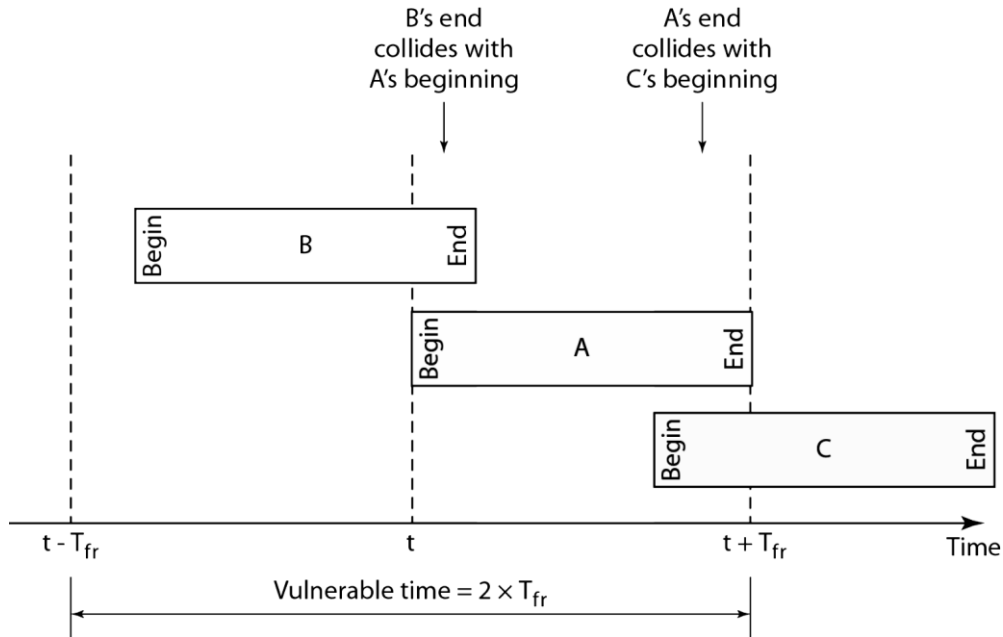 B's end
collides with
A's beginning
A's end
collides with
C's beginning
Begin
B
End
Begin
A
End
Begin
C
End
t - Tfr
t
t + Tfr
Time
Vulnerable time = 2 × Tfr